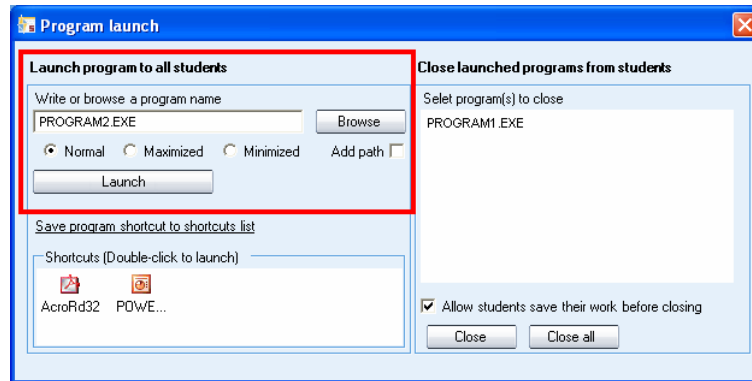 Program launch
Launch program to all students
Write or browse a program name
PROGRAM2.EXE
Browse
Normal
Maximized
Minimized
Add path
Launch
Save program shortcut to shortcuts list
Shortcuts (Double-click to launch)
AcroRd32
POWE...
Close launched programs from students
Selet program(s) to close
PROGRAM1.EXE
Allow students save their work before closing
Close
Close all